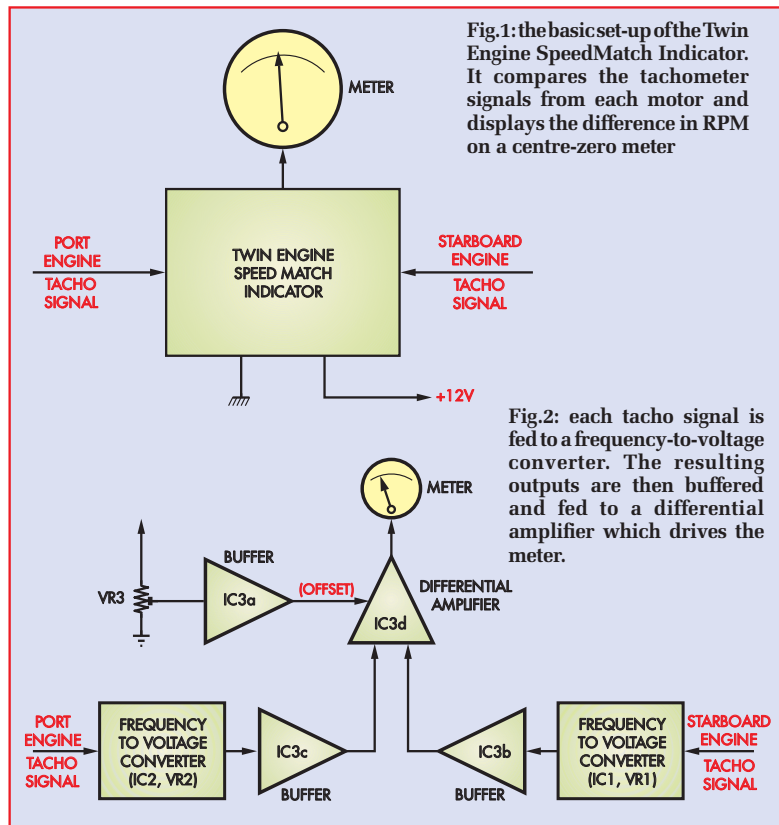 Fig.1: the basic set-up of the Twin
Engine SpeedMatch Indicator.
It compares the tachometer
signals from each motor and
displays the difference in RPM
on a centre-zero meter
METER
PORT
ENGINE
TACHO
SIGNAL
TWIN ENGINE
SPEED MATCH
INDICATOR
STARBOARD
ENGINE
TACHO
SIGNAL
+12V
Fig.2: each tacho signal is
fed to a frequency-to-voltage
converter. The resulting
outputs are then buffered
and fed to a differential
amplifier which drives the
meter.
METER
BUFFER
VR3
IC3a
(OFFSET)
DIFFERENTIAL
AMPLIFIER
IC3d
PORT
ENGINE
TACHO
SIGNAL
FREQUENCY
TO VOLTAGE
CONVERTER
(IC2, VR2)
IC3c
BUFFER
IC3b
BUFFER
FREQUENCY
TO VOLTAGE
CONVERTER
(IC1, VR1)
STARBOARD
ENGINE
TACHO
SIGNAL